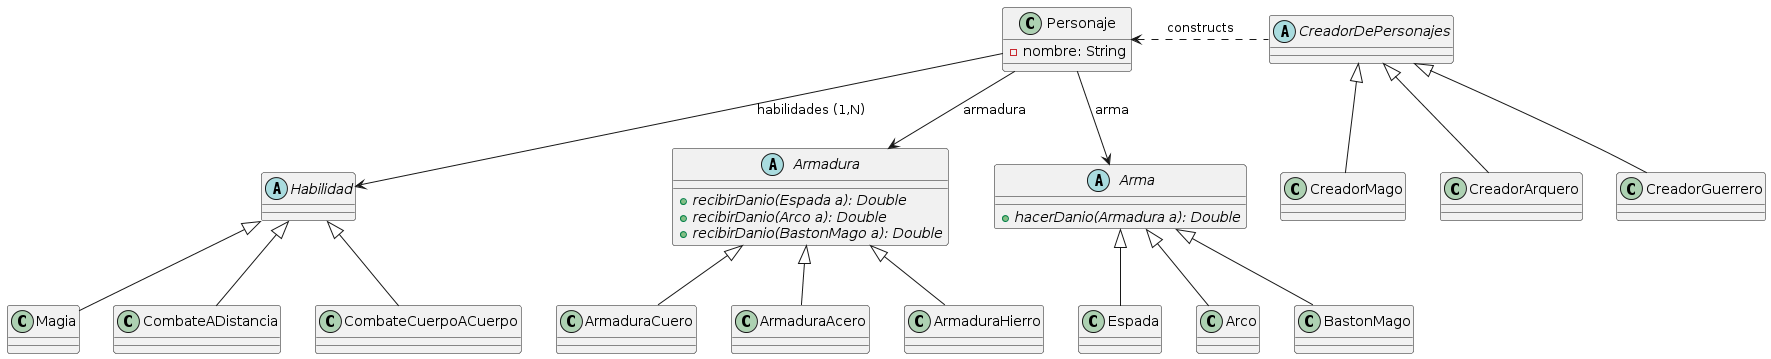 C Personaje
nombre: String
constructs
A CreadorDePersonajes
habilidades (1,N)
armadura
arma
A Habilidad
A Armadura
recibirDanio(Espada a): Double
recibirDanio(Arco a): Double
recibirDanio(BastonMago a): Double
A Arma
hacerDanio(Armadura a): Double
C CreadorMago
C CreadorArquero
C CreadorGuerrero
C Magia
C CombateADistancia
C CombateCuerpoACuerpo
C ArmaduraCuero
C ArmaduraAcero
C ArmaduraHierro
C Espada
C Arco
C BastonMago